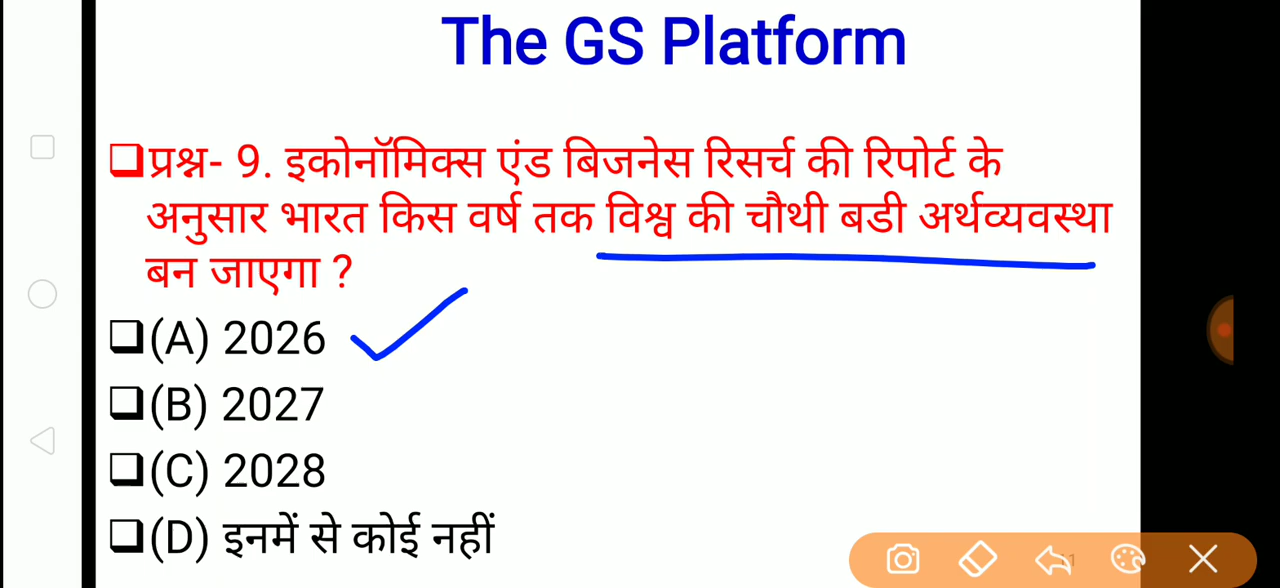 The GS Platform
❑प्रश्न- 9. इकोनॉमिक्स एंड बिजनेस रिसर्च की रिपोर्ट के
अनुसार भारत किस वर्ष तक विश्व की चौथी बडी अर्थव्यवस्था
बन जाएगा ?
❑(A) 2026
❑(B) 2027
❑(C) 2028
❑(D) इनमें से कोई नहीं